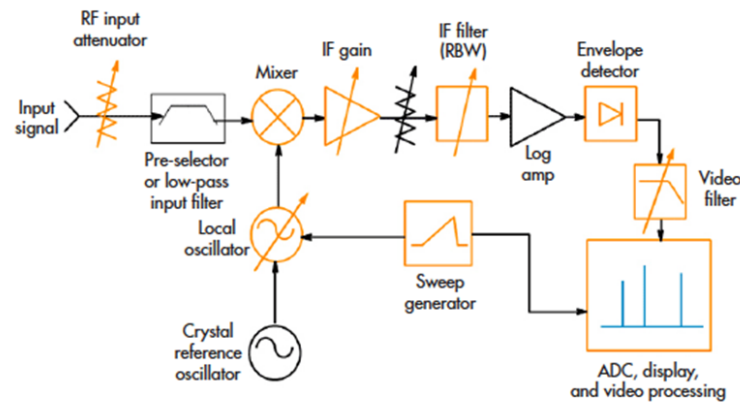 RF input
attenuator
Input
signal
Pre-selector
or low-pass
input filter
Mixer
IF gain
IF filter
(RBW)
Log
amp
Envelope
detector
Video
filter
Local
oscillator
Sweep
generator
Crystal
reference
oscillator
ADC, display,
and video processing